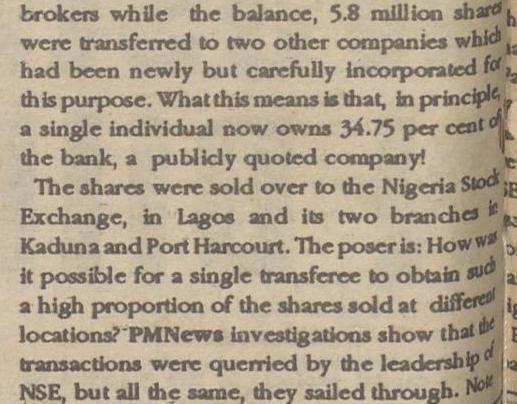 brokers while the balance, 5.8 million shares
were transferred to two other companies which
had been newly but carefully incorporated for
this purpose. What this means is that, in principle,
a single individual now owns 34.75 per cent of
the bank, a publicly quoted company!
The shares were sold over to the Nigeria Stock
Exchange, in Lagos and its two branches in
Kaduna and Port Harcourt. The poser is: How was
it possible for a single transferee to obtain such
a high proportion of the shares sold at different
locations? PMNews investigations show that the
transactions were querried by the leadership of
NSE, but all the same, they sailed through. Note